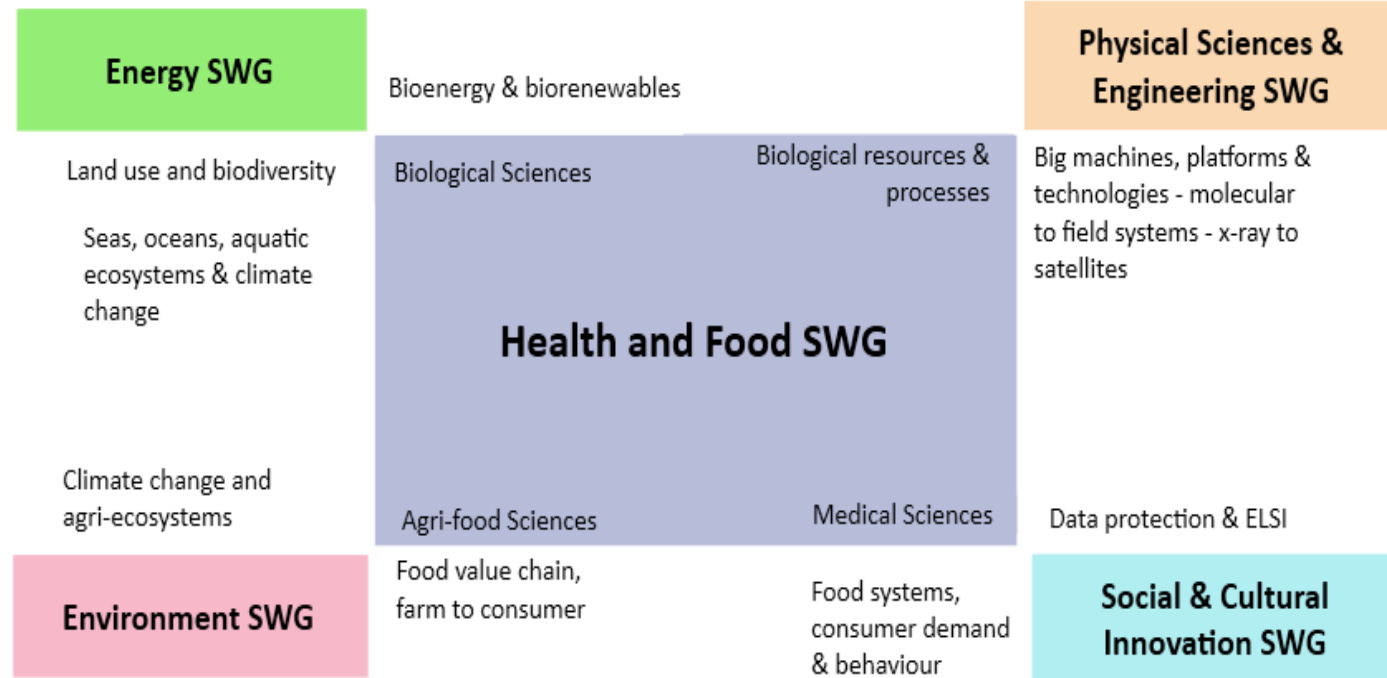 Energy SWG
Bioenergy & biorenewables
Physical Sciences &
Engineering SWG
Land use and biodiversity
Seas, oceans, aquatic
ecosystems & climate
change
Biological Sciences
Biological resources &
processes
Big machines, platforms &
technologies - molecular
to field systems - x-ray to
satellites
Health and Food SWG
Climate change and
agri-ecosystems
Agri-food Sciences
Medical Sciences
Data protection & ELSI
Environment SWG
Food value chain,
farm to consumer
Food systems,
consumer demand
& behaviour
Social & Cultural
Innovation SWG